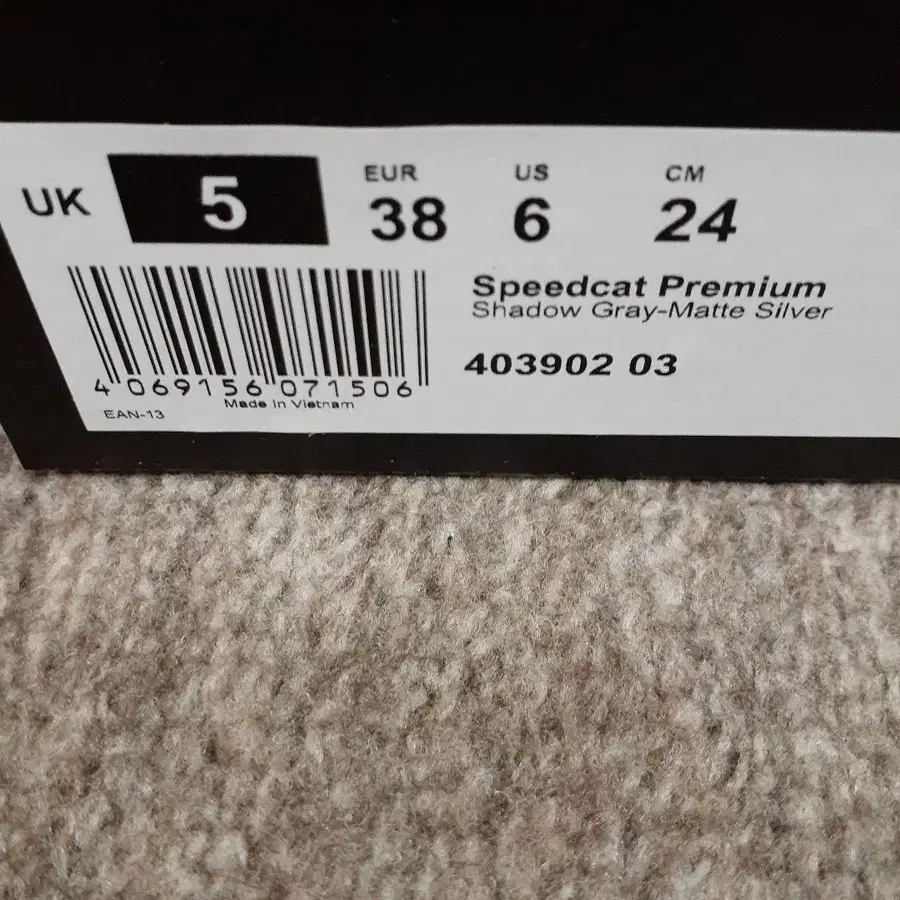 UK 5 EUR 38 US 6 CM 24
Speedcat Premium
Shadow Gray-Matte Silver
403902 03
4 069156 071506
Made in Vietnam
EAN-13